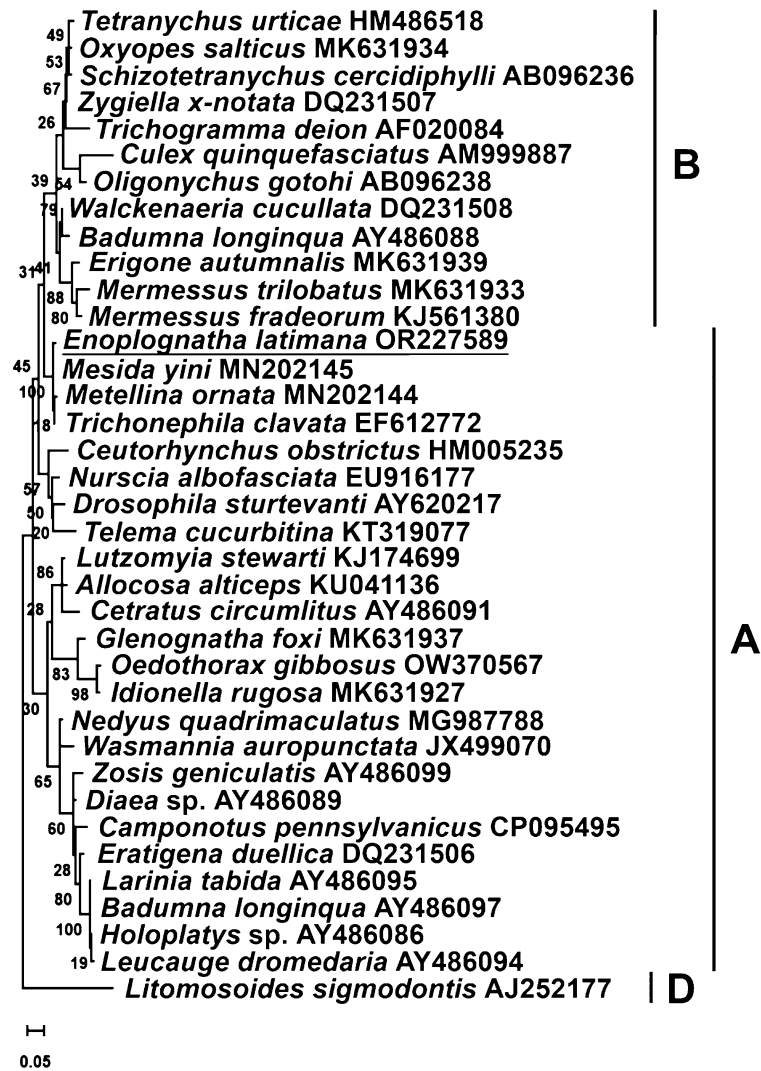 Tetranychus urticae HM486518
49
Oxyopes salticus MK631934
53
Schizotetranychus cercidiphylli AB096236
67
Zygiella x-notata DQ231507
26
Trichogramma deion AF020084
Culex quinquefasciatus AM999887
B
39
54
Oligonychus gotohi AB096238
79
Walckenaeria cucullata DQ231508
Badumna longinqua AY486088
31
41
Erigone autumnalis MK631939
88
Mermessus trilobatus MK631933
80
Mermessus fradeorum KJ561380
Enoplognatha latimana OR227589
45
Mesida yini MN202145
100
Metellina ornata MN202144
8
Trichonephila clavata EF612772
Ceutorhynchus obstrictus HM005235
57
Nurscia albofasciata EU916177
50
Drosophila sturtevanti AY620217
20
Telema cucurbitina KT319077
Lutzomyia stewarti KJ174699
86
Allocosa alticeps KU041136
28
Cetratus circumlitus AY486091
Glenognatha foxi MK631937
A
83
Oedothorax gibbosus OW370567
98
Idionella rugosa MK631927
30
Nedyus quadrimaculatus MG987788
Wasmannia auropunctata JX499070
65
Zosis geniculatis AY486099
Diaea sp. AY486089
60
Camponotus pennsylvanicus CP095495
Eratigena duellica DQ231506
28
Larinia tabida AY486095
80
Badumna longinqua AY486097
100
Holoplatys sp. AY486086
19
Leucauge dromedaria AY486094
Litomosoides sigmodontis AJ252177
D
0.05